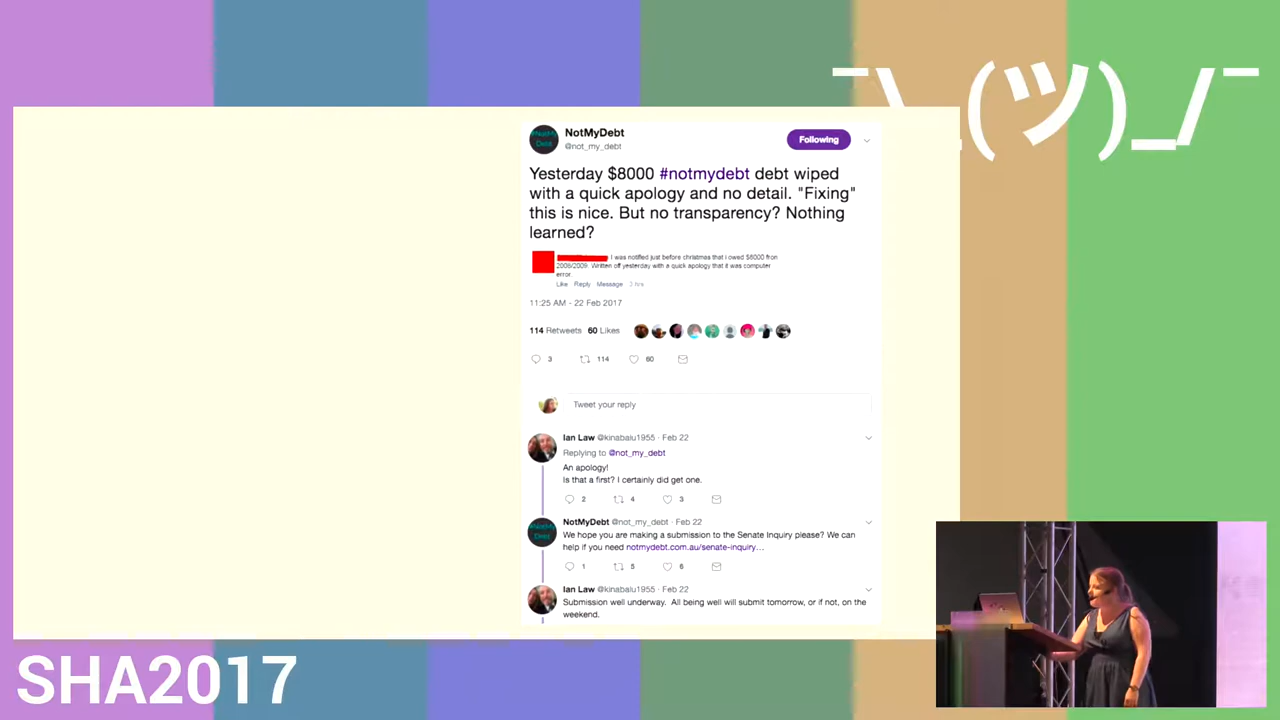 ¯\_(ツ)_/¯
NotMyDebt
@not_my_debt
Following
Yesterday $8000 #notmydebt debt wiped
with a quick apology and no detail. "Fixing"
this is nice. But no transparency? Nothing
learned?
I was notified just before christmas that i owed $8000 from
2008/2009. Written off yesterday with a quick apology that it was computer
error.
Like Reply Message 2 hrs
11:25 AM - 22 Feb 2017
114 Retweets 60 Likes
3 114 60
Tweet your reply
Ian Law @kinabalu1955 · Feb 22
Replying to @not_my_debt
An apology!
Is that a first? I certainly did get one.
2 4 3
NotMyDebt @not_my_debt · Feb 22
We hope you are making a submission to the Senate Inquiry please? We can
help if you need notmydebt.com.au/senate-inquiry…
1 5 6
Ian Law @kinabalu1955 · Feb 22
Submission well underway. All being well will submit tomorrow, or if not, on the
weekend.
SHA2017